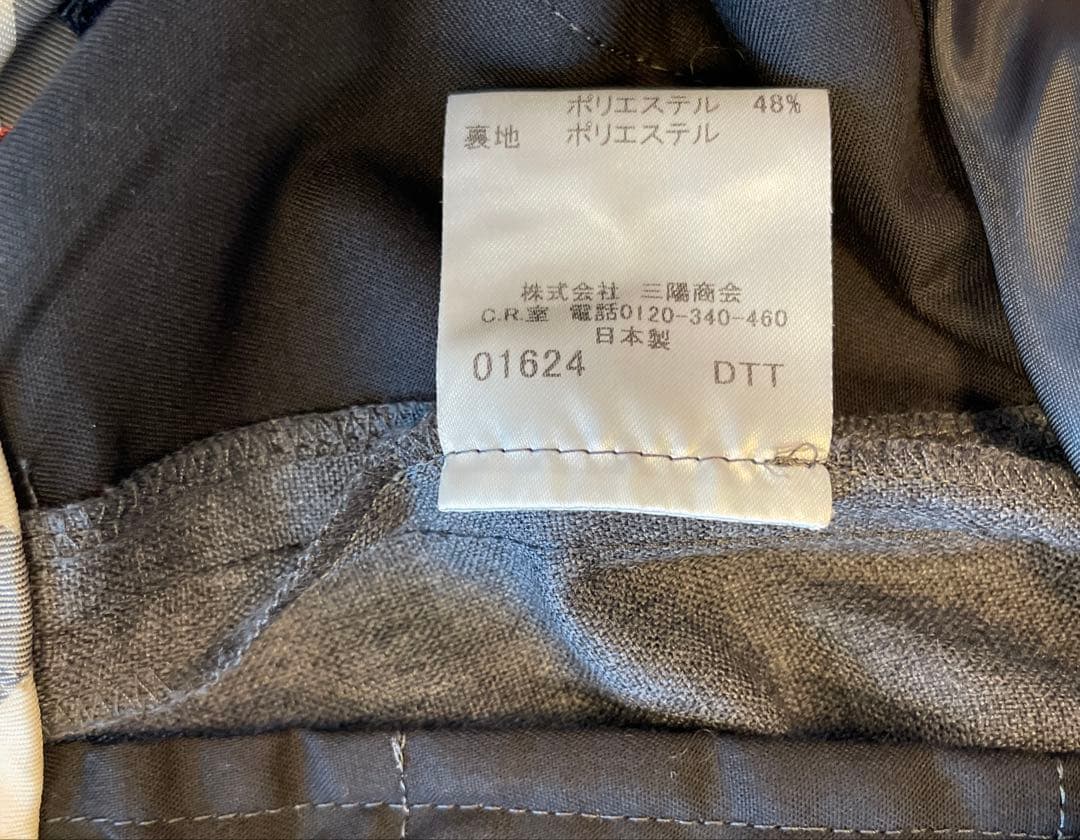 ポリエステル 48%
裏地 ポリエステル
株式会社 三陽商会
C.R.室 電話0120-340-460
日本製
01624 DTT